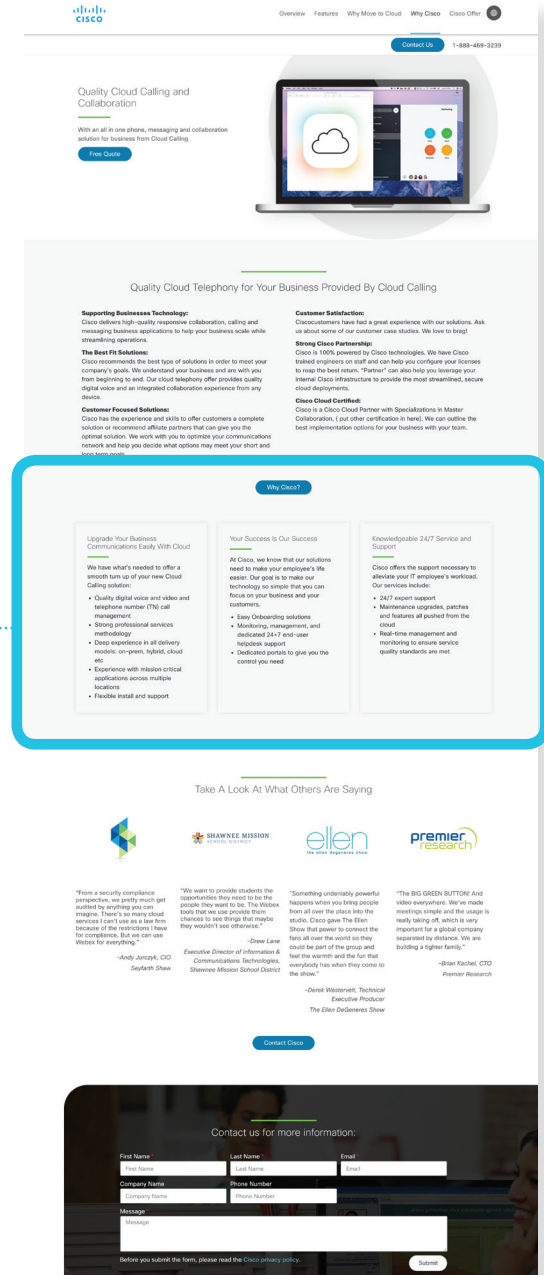 CISCO
Overview Features Why Move to Cloud Why Cisco Cisco Offer
Contact Us 1-888-469-3239
Quality Cloud Calling and
Collaboration
With an all in one phone, messaging and collaboration
solution for business from Cloud Calling
Free Quote
Quality Cloud Telephony for Your Business Provided By Cloud Calling
Supporting Businesses Technology:
Cisco delivers high-quality responsive collaboration, calling and
messaging business applications to help your business scale while
streamlining operations.
The Best Fit Solutions:
Cisco recommends the best type of solutions in order to meet your
company's goals. We understand your business and are with you
from beginning to end. Our cloud telephony offer provides quality
digital voice and an integrated collaboration experience from any
device.
Customer Focused Solutions:
Cisco has the experience and skills to offer customers a complete
solution or recommend affiliate partners that can give you the
optimal solution. We work with you to optimize your communications
network and help you decide what options may meet your short and
long term goals.
Customer Satisfaction:
Ciscocustomers have had a great experience with our solutions. Ask
us about some of our customer case studies. We love to brag!
Strong Cisco Partnership:
Cisco is 100% powered by Cisco technologies. We have Cisco
trained engineers on staff and can help you configure your licenses
to reap the best return. "Partner" can also help you leverage your
internal Cisco infrastructure to provide the most streamlined, secure
cloud deployments.
Cisco Cloud Certified:
Cisco is a Cisco Cloud Partner with Specializations in Master
Collaboration, ( put other certification in here). We can outline the
best implementation options for your business with your team.
Why Cisco?
Upgrade Your Business
Communications Easily With Cloud
We have what's needed to offer a
smooth turn up of your new Cloud
Calling solution:
• Quality digital voice and video and
telephone number (TN) call
management
• Strong professional services
methodology
• Deep experience in all delivery
models: on-prem, hybrid, cloud
etc
• Experience with mission critical
applications across multiple
locations
• Flexible install and support
Your Success Is Our Success
At Cisco, we know that our solutions
need to make your employee's life
easier. Our goal is to make our
technology so simple that you can
focus on your business and your
customers.
• Easy Onboarding solutions
• Monitoring, management, and
dedicated 24x7 end-user
helpdesk support
• Dedicated portals to give you the
control you need
Knowledgeable 24/7 Service and
Support
Cisco offers the support necessary to
alleviate your IT employee's workload.
Our services include:
• 24/7 expert support
• Maintenance upgrades, patches
and features all pushed from the
cloud
• Real-time management and
monitoring to ensure service
quality standards are met
Take A Look At What Others Are Saying
SHAWNEE MISSION
SCHOOL DISTRICT
ellen
the ellen degeneres show
premier
research
"From a security compliance
perspective, we pretty much get
audited by anything you can
imagine. There's so many cloud
services I can't use as a law firm
because of the restrictions I have
for compliance. But we can use
Webex for everything."
-Andy Jurczyk, CIO
Seyfarth Shaw
"We want to provide students the
opportunities they need to be the
people they want to be. The Webex
tools that we use provide them
chances to see things that maybe
they wouldn't see otherwise."
-Drew Lane
Executive Director of information &
Communications Technologies,
Shawnee Mission School District
"Something undeniably powerful
happens when you bring people
from all over the place into the
studio. Cisco gave The Ellen
Show that power to connect the
fans all over the world so they
could be part of the group and
feel the warmth and the fun that
everybody has when they come to
the show."
-Derek Westervelt, Technical
Executive Producer
The Ellen DeGeneres Show
"The BIG GREEN BUTTON! And
video everywhere. We've made
meetings simple and the usage is
really taking off, which is very
important for a global company
separated by distance. We are
building a tighter family."
-Brian Kachel, CTO
Premier Research
Contact Cisco
Contact us for more information:
First Name * Last Name * Email *
First Name Last Name Email
Company Name Phone Number
Company Name Phone Number
Message *
Message
Before you submit the form, please read the Cisco privacy policy.
Submit